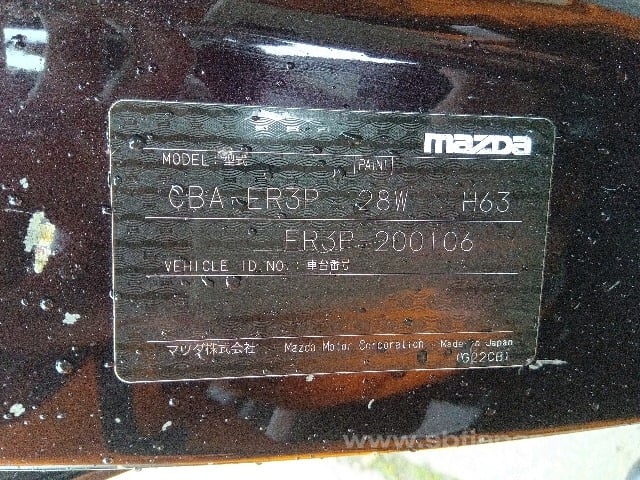 mazda
MODEL:型式 [PAINT]
CBA-ER3P 28W H63
ER3P-200106
VEHICLE ID.NO.:車台番号
マツダ株式会社 Mazda Motor Corporation Made in Japan
(G22CB)